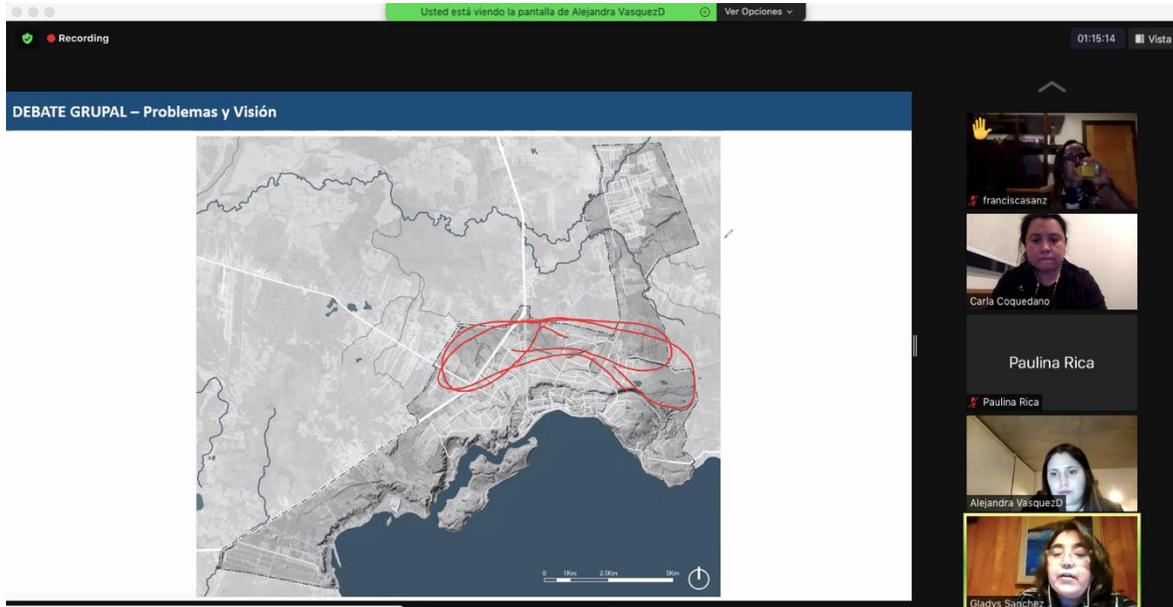 Usted está viendo la pantalla de Alejandra VasquezD
Ver Opciones
Recording
01:15:14
Vista
DEBATE GRUPAL – Problemas y Visión
franciscasanz
Carla Coquedano
Paulina Rica
Paulina Rica
Alejandra VasquezD
Gladys Sanchez
0 1Km 2.5Km 5Km